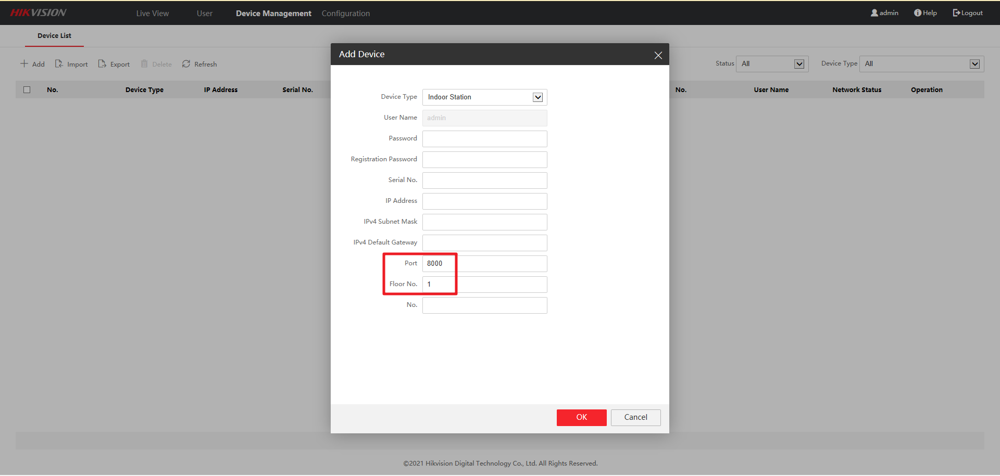 HIKVISION Live View User Device Management Configuration admin Help Logout
Device List
Add Import Export Delete Refresh Status All Device Type All
No. Device Type IP Address Serial No. No. User Name Network Status Operation
Add Device
Device Type Indoor Station
User Name admin
Password
Registration Password
Serial No.
IP Address
IPv4 Subnet Mask
IPv4 Default Gateway
Port 8000
Floor No. 1
No.
OK Cancel
©2021 Hikvision Digital Technology Co., Ltd. All Rights Reserved.